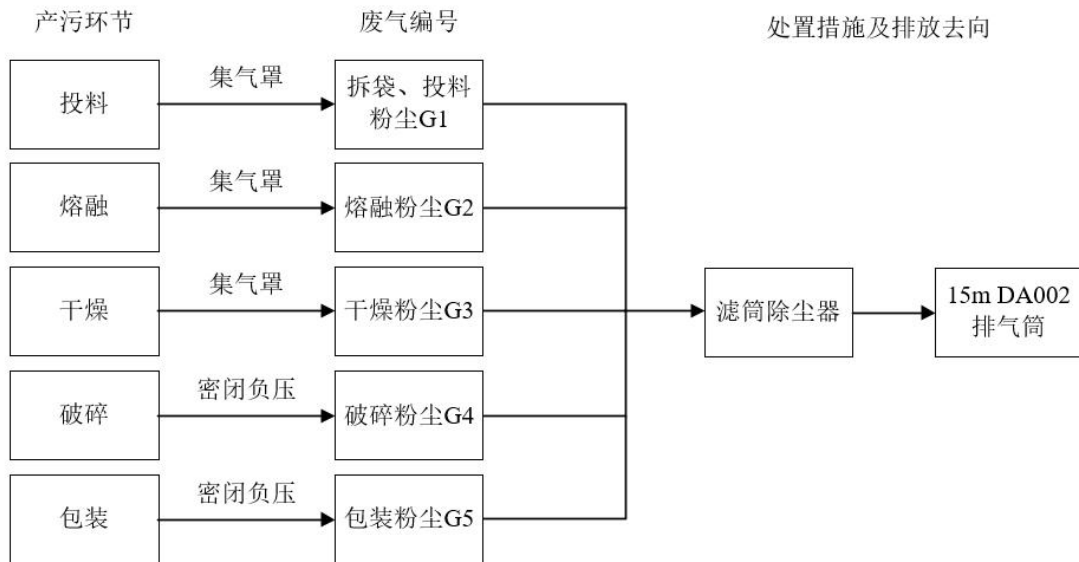 产污环节
废气编号
处置措施及排放去向
投料
集气罩
拆袋、投料
粉尘G1
熔融
集气罩
熔融粉尘G2
干燥
集气罩
干燥粉尘G3
滤筒除尘器
15m DA002
排气筒
破碎
密闭负压
破碎粉尘G4
包装
密闭负压
包装粉尘G5